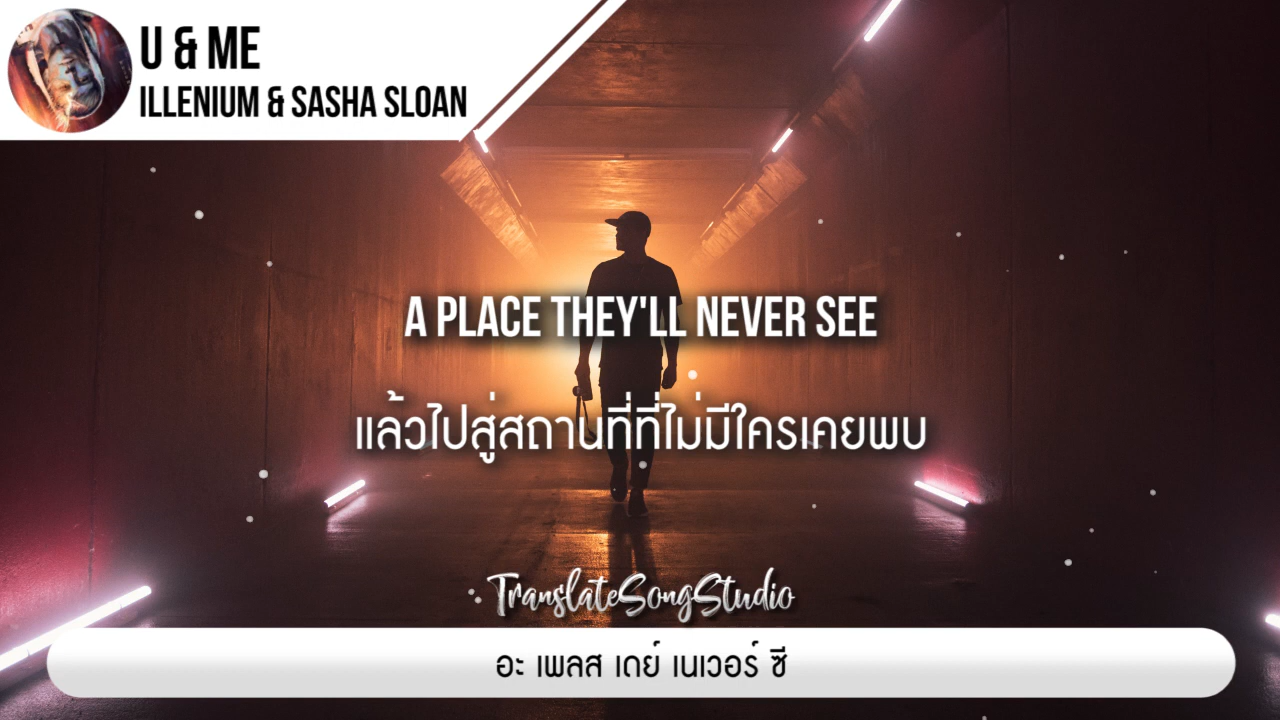 U & ME
ILLENIUM & SASHA SLOAN
A PLACE THEY'LL NEVER SEE
แล้วไปสู่สถานที่ที่ไม่มีใครเคยพบ
TranslateSongStudio
อะ เพลส เดย์ เนเวอร์ ซี